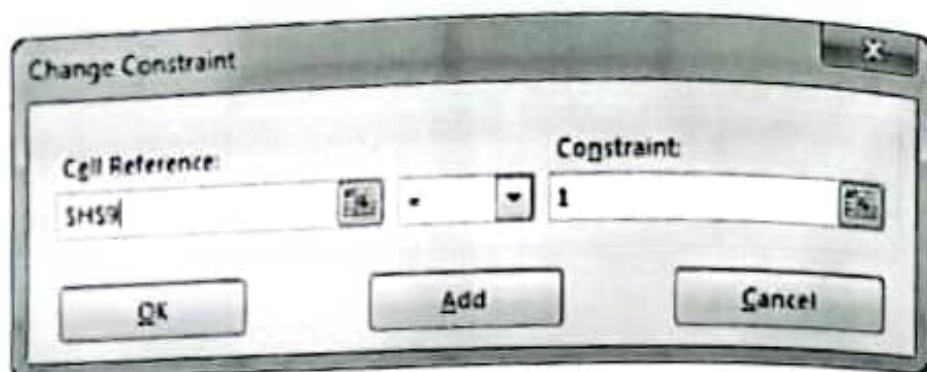 Change Constraint
Cell Reference:
Constraint:
$H$9
=
1
OK
Add
Cancel